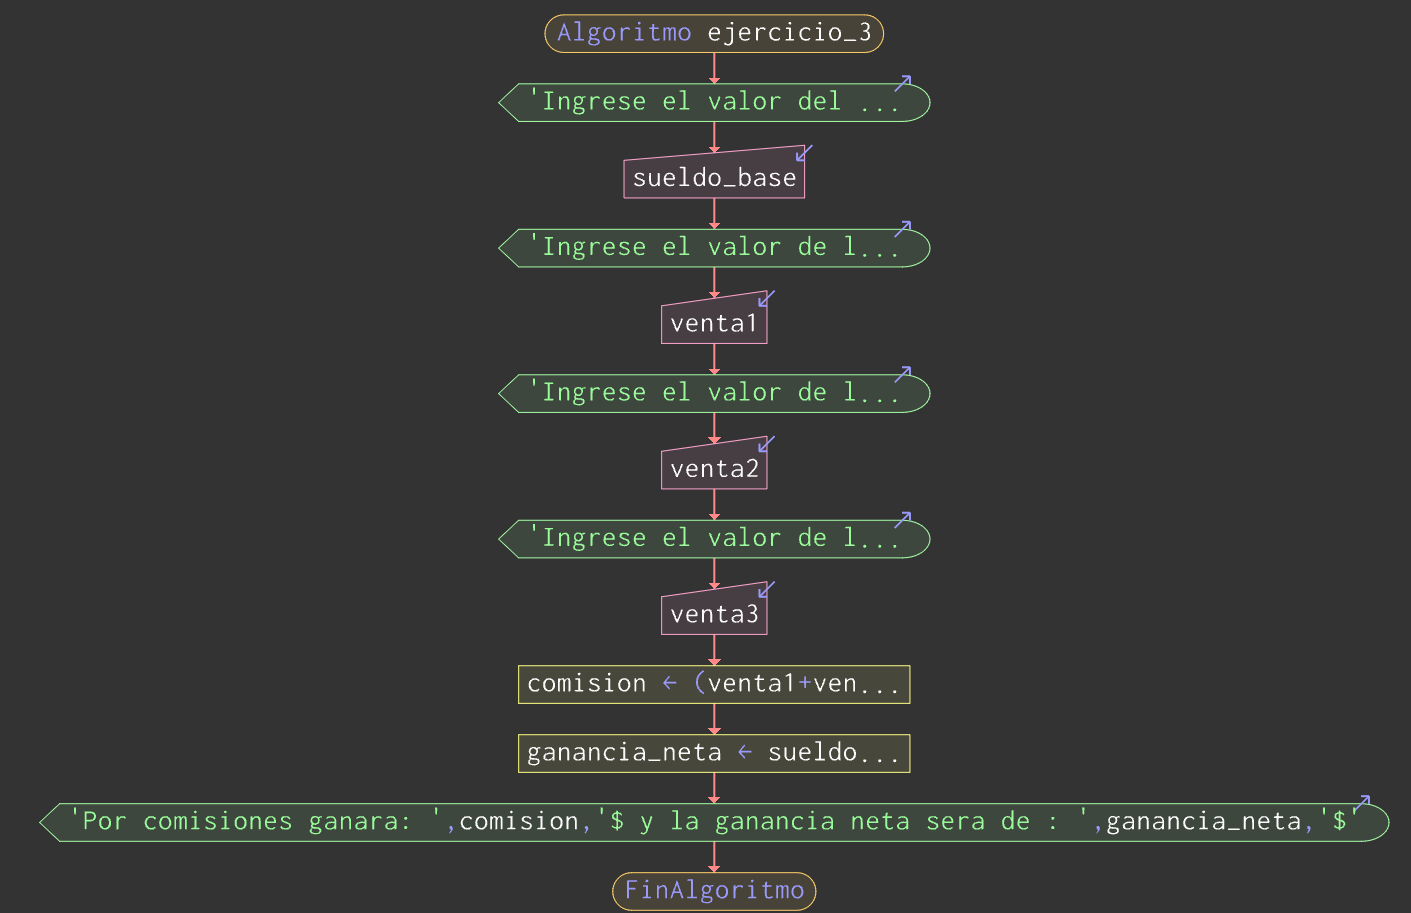 Algoritmo ejercicio_3
'Ingrese el valor del ...
sueldo_base
'Ingrese el valor de l...
venta1
'Ingrese el valor de l...
venta2
'Ingrese el valor de l...
venta3
comision ← (venta1+ven...
ganancia_neta ← sueldo...
'Por comisiones ganara: ',comision,'$ y la ganancia neta sera de : ',ganancia_neta,'$'
FinAlgoritmo